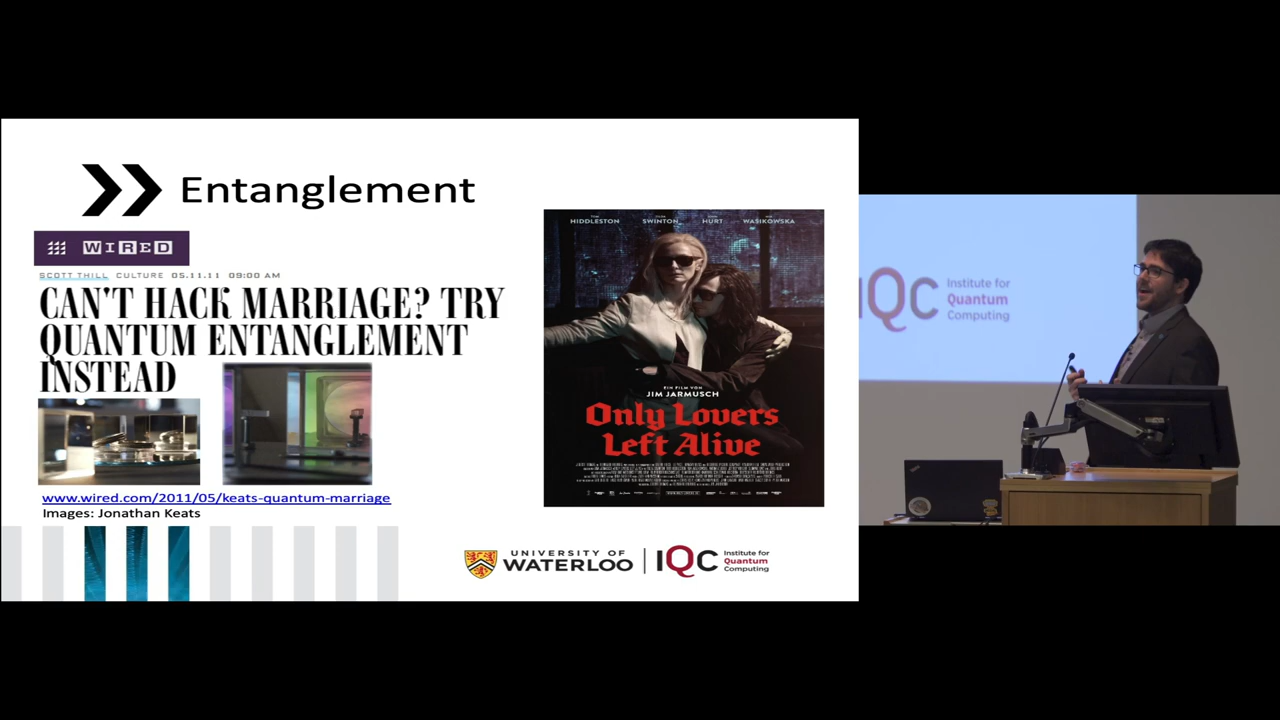 Entanglement
WIRED
SCOTT THILL CULTURE 05.11.11 09:00 AM
CAN'T HACK MARRIAGE? TRY
QUANTUM ENTANGLEMENT
INSTEAD
www.wired.com/2011/05/keats-quantum-marriage
Images: Jonathan Keats
HIDDLESTON SWINTON HURT WASIKOWSKA
EIN FILM VON
JIM JARMUSCH
Only Lovers
Left Alive
UNIVERSITY OF
WATERLOO
IQC
Institute for
Quantum
Computing
IQC
Institute for
Quantum
Computing